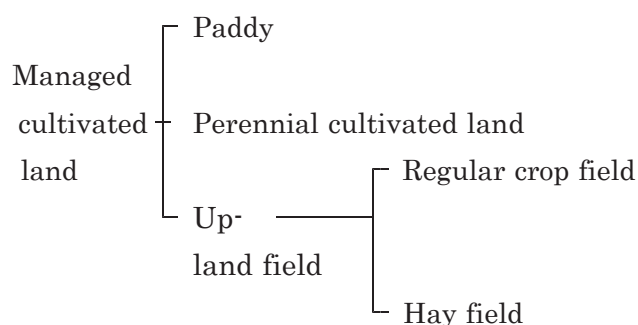 Paddy
Managed
cultivated
land
Perennial cultivated land
Regular crop field
Up-
land field
Hay field